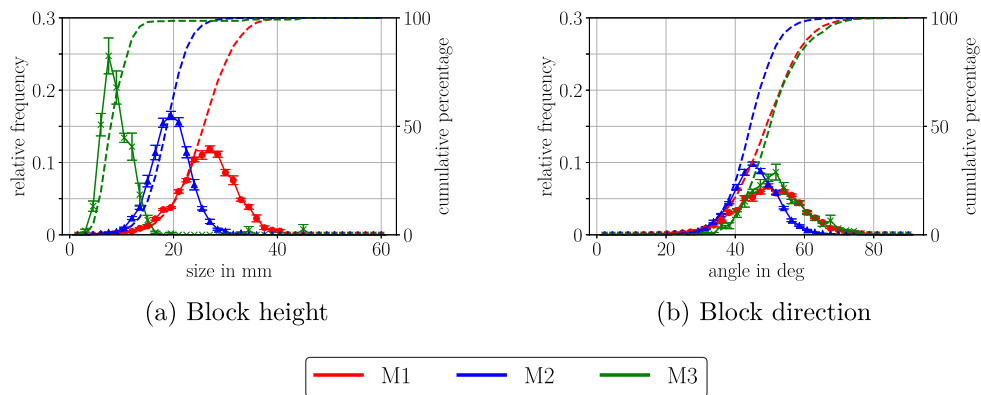 0.3
0.2
0.1
0
relative frequency
0
20
40
60
size in mm
100
50
0
cumulative percentage
(a) Block height
0.3
0.2
0.1
0
relative frequency
0
20
40
60
80
angle in deg
100
50
0
cumulative percentage
(b) Block direction
M1 M2 M3